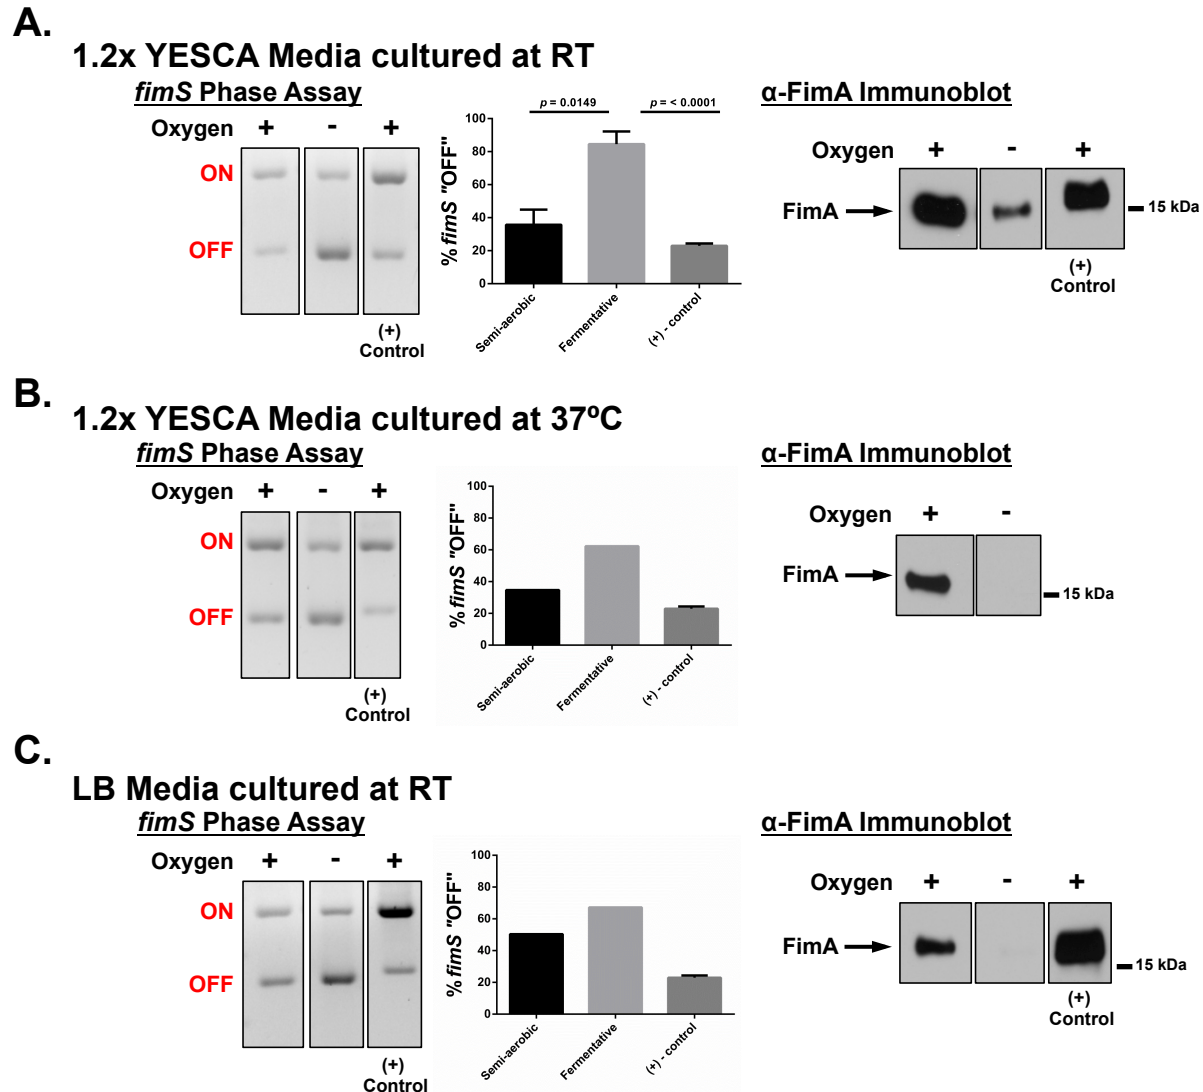 A.
1.2x YESCA Media cultured at RT
fimS Phase Assay
Oxygen + - +
ON
OFF
(+)
Control
% fimS "OFF"
100
80
60
40
20
0
p = 0.0149
p = < 0.0001
Semi-aerobic
Fermentative
(+) - control
α-FimA Immunoblot
Oxygen + - +
FimA
15 kDa
(+)
Control
B.
1.2x YESCA Media cultured at 37ºC
fimS Phase Assay
Oxygen + - +
ON
OFF
(+)
Control
% fimS "OFF"
100
80
60
40
20
0
Semi-aerobic
Fermentative
(+) - control
α-FimA Immunoblot
Oxygen + -
FimA
15 kDa
C.
LB Media cultured at RT
fimS Phase Assay
Oxygen + - +
ON
OFF
(+)
Control
% fimS "OFF"
100
80
60
40
20
0
Semi-aerobic
Fermentative
(+) - control
α-FimA Immunoblot
Oxygen + - +
FimA
15 kDa
(+)
Control